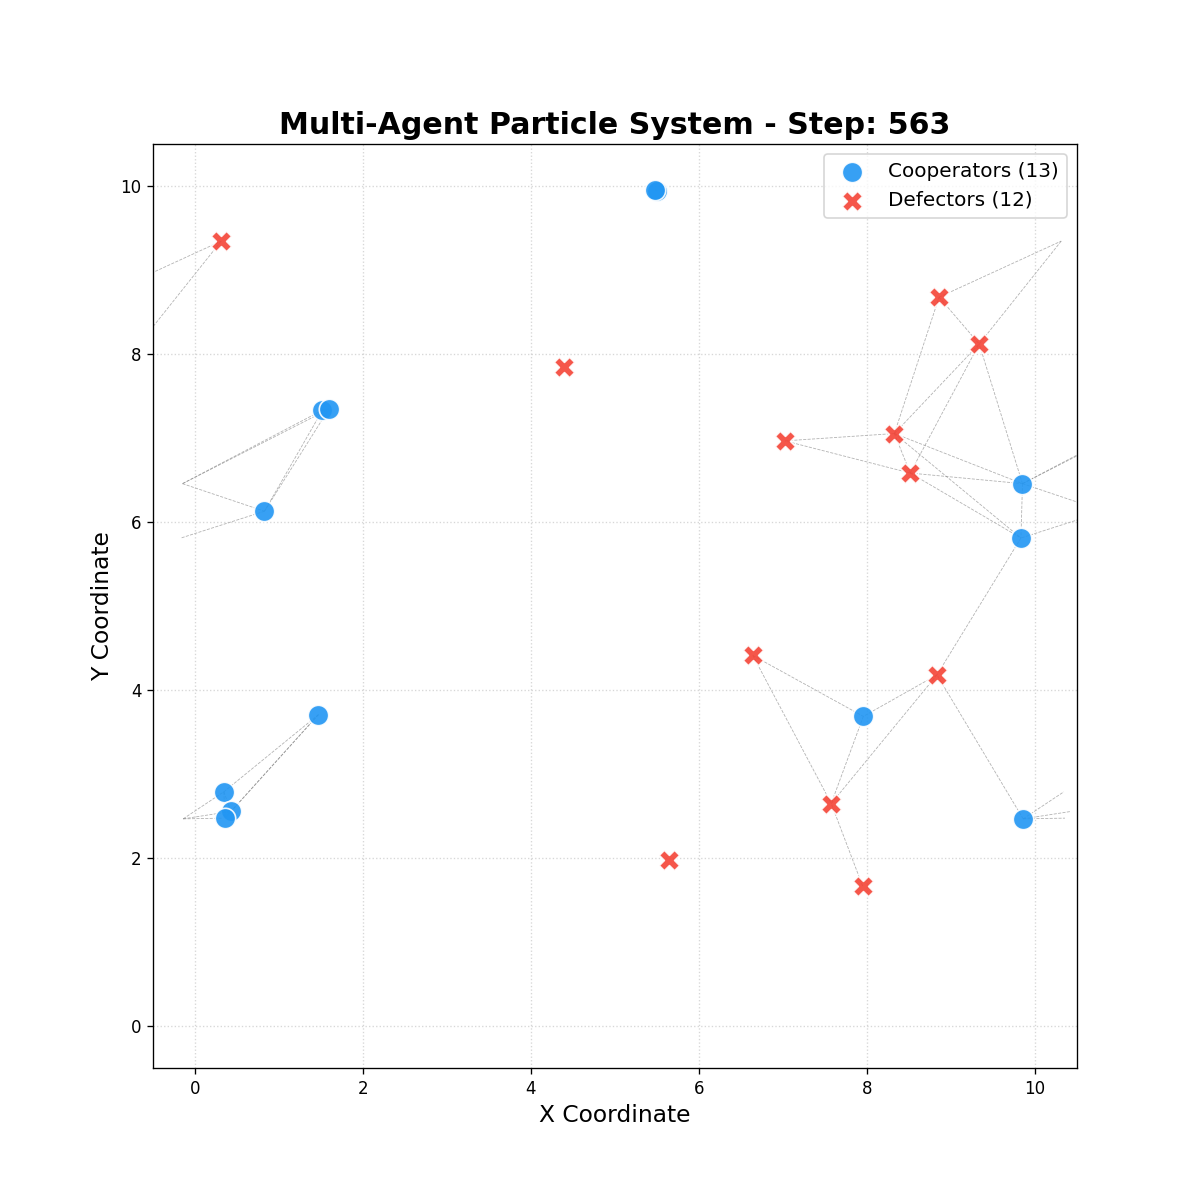 Multi-Agent Particle System - Step: 563
Cooperators (13)
Defectors (12)
10
8
6
4
2
0
Y Coordinate
0 2 4 6 8 10
X Coordinate